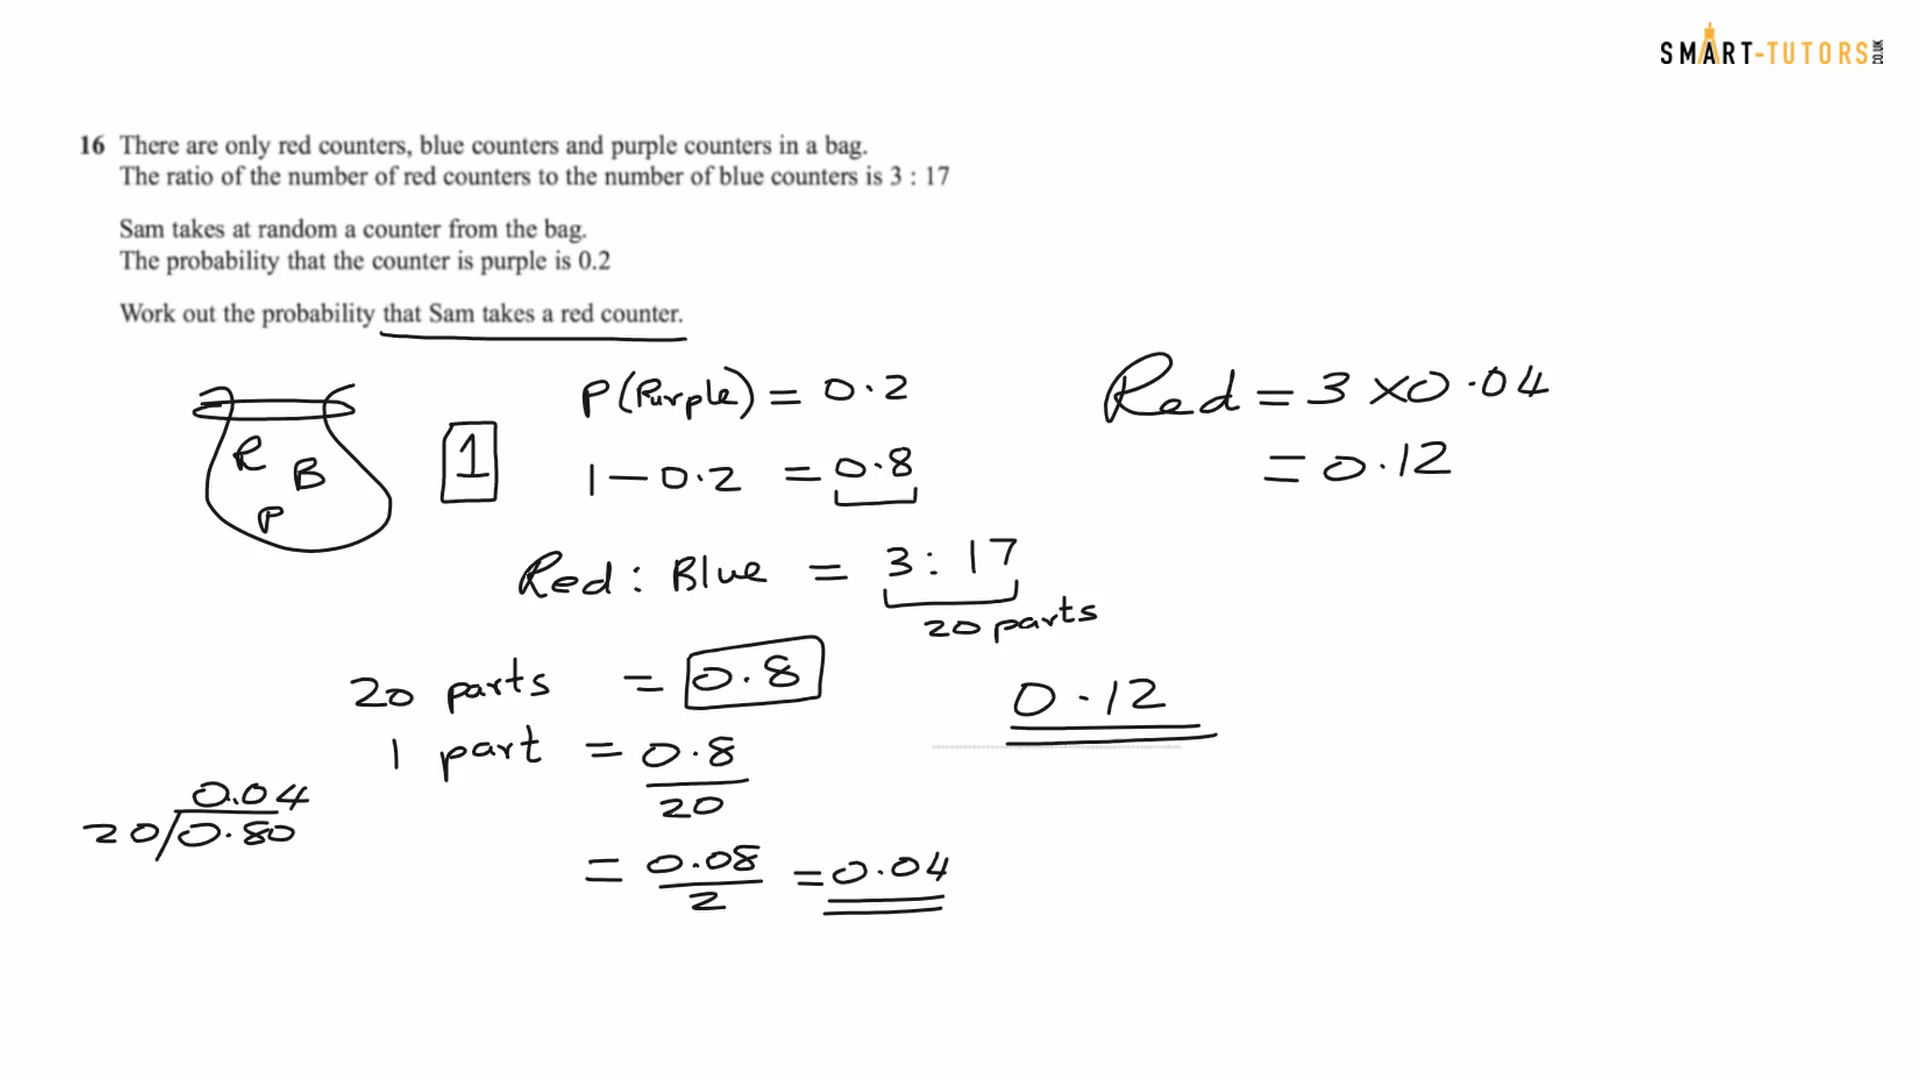 SMART-TUTORS.CO.UK
16 There are only red counters, blue counters and purple counters in a bag.
The ratio of the number of red counters to the number of blue counters is 3 : 17
Sam takes at random a counter from the bag.
The probability that the counter is purple is 0.2
Work out the probability that Sam takes a red counter.
R
B
P
1
P(Purple) = 0.2
1 - 0.2 = 0.8
Red : Blue = 3 : 17
20 parts
20 parts = 0.8
1 part = 0.8
20
0.04
20/0.80
= 0.08
2
= 0.04
Red = 3 × 0.04
= 0.12
0.12